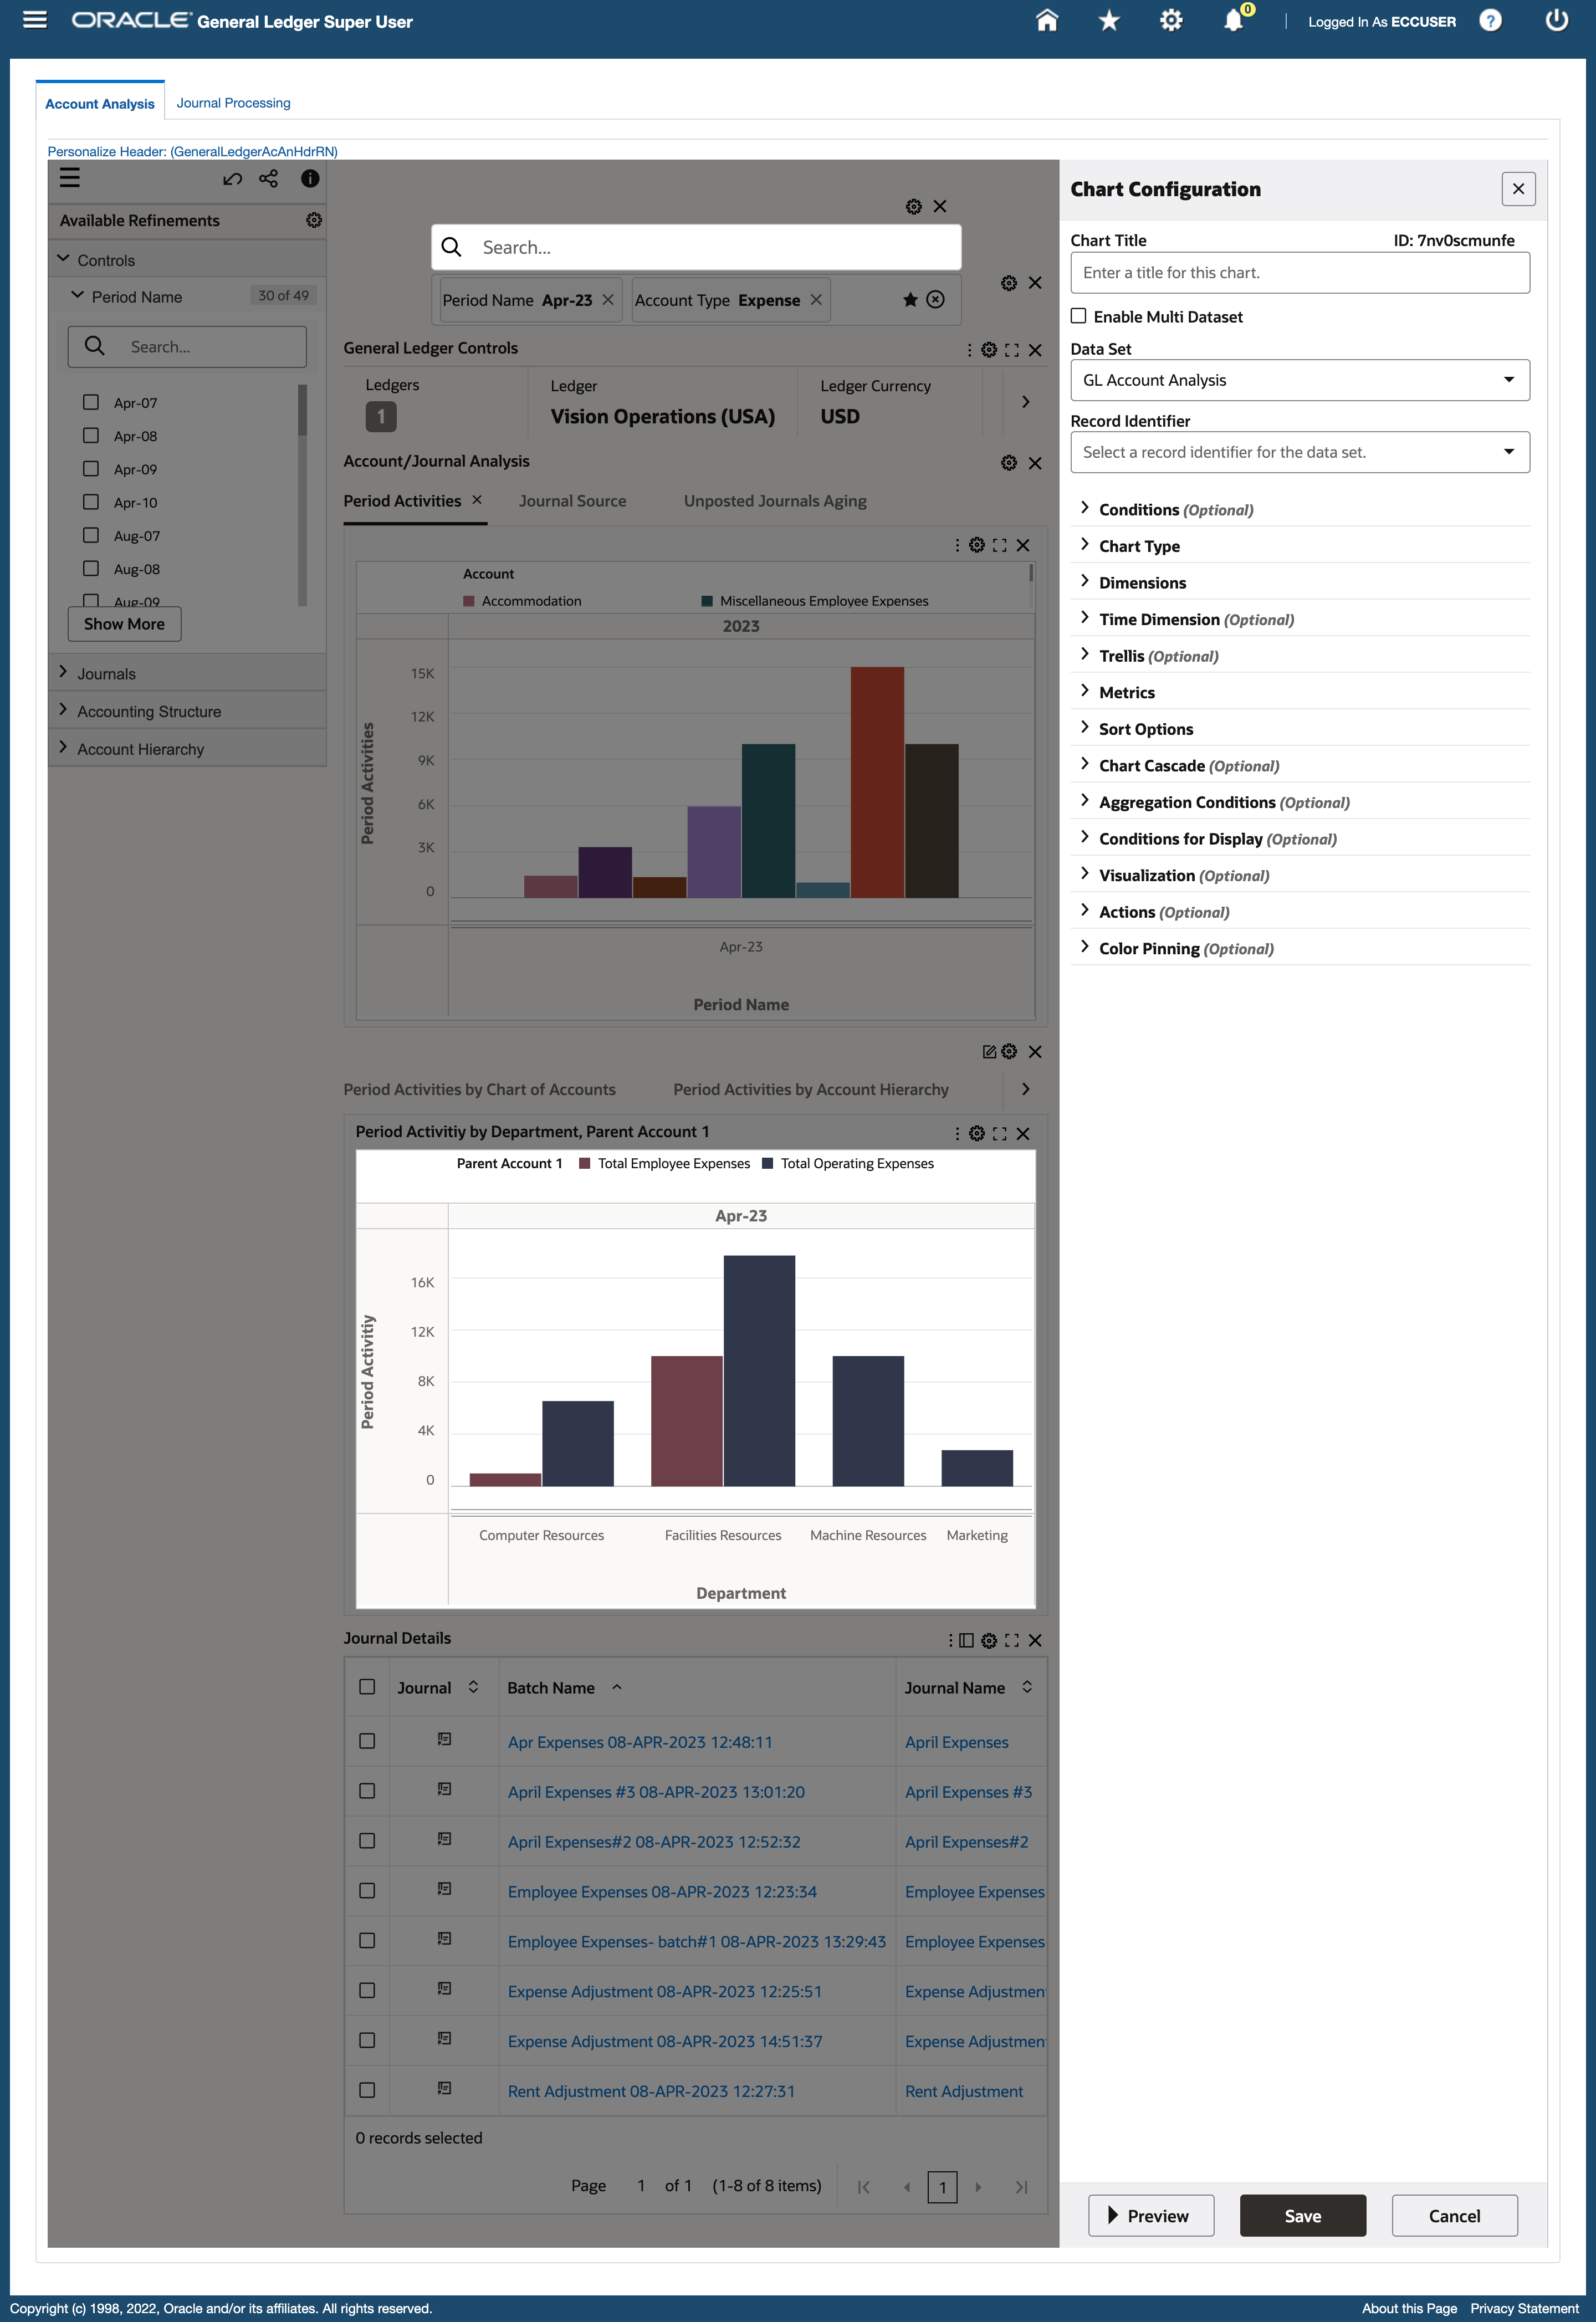 ORACLE General Ledger Super User
0
Logged In As ECCUSER
?
Account Analysis
Journal Processing
Personalize Header: (GeneralLedgerAcAnHdrRN)
Available Refinements
Controls
Period Name
30 of 49
Search...
Apr-07
Apr-08
Apr-09
Apr-10
Aug-07
Aug-08
Aug-09
Show More
Journals
Accounting Structure
Account Hierarchy
Search...
Period Name Apr-23
Account Type Expense
General Ledger Controls
Ledgers
1
Ledger
Vision Operations (USA)
Ledger Currency
USD
Account/Journal Analysis
Period Activities
Journal Source
Unposted Journals Aging
Account
Accommodation
Miscellaneous Employee Expenses
2023
Period Activities
15K
12K
9K
6K
3K
0
Apr-23
Period Name
Period Activities by Chart of Accounts
Period Activities by Account Hierarchy
Period Activitiy by Department, Parent Account 1
Parent Account 1
Total Employee Expenses
Total Operating Expenses
Apr-23
Period Activitiy
16K
12K
8K
4K
0
Computer Resources
Facilities Resources
Machine Resources
Marketing
Department
Journal Details
Journal
Batch Name
Journal Name
Apr Expenses 08-APR-2023 12:48:11
April Expenses
April Expenses #3 08-APR-2023 13:01:20
April Expenses #3
April Expenses#2 08-APR-2023 12:52:32
April Expenses#2
Employee Expenses 08-APR-2023 12:23:34
Employee Expenses
Employee Expenses- batch#1 08-APR-2023 13:29:43
Employee Expenses
Expense Adjustment 08-APR-2023 12:25:51
Expense Adjustment
Expense Adjustment 08-APR-2023 14:51:37
Expense Adjustment
Rent Adjustment 08-APR-2023 12:27:31
Rent Adjustment
0 records selected
Page 1 of 1 (1-8 of 8 items)
1
Chart Configuration
Chart Title
ID: 7nv0scmunfe
Enter a title for this chart.
Enable Multi Dataset
Data Set
GL Account Analysis
Record Identifier
Select a record identifier for the data set.
Conditions (Optional)
Chart Type
Dimensions
Time Dimension (Optional)
Trellis (Optional)
Metrics
Sort Options
Chart Cascade (Optional)
Aggregation Conditions (Optional)
Conditions for Display (Optional)
Visualization (Optional)
Actions (Optional)
Color Pinning (Optional)
Preview
Save
Cancel
Copyright (c) 1998, 2022, Oracle and/or its affiliates. All rights reserved.
About this Page
Privacy Statement